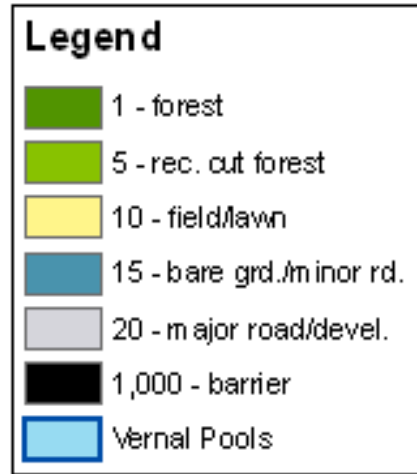 Legend
1 - forest
5 - rec. cut forest
10 - field/lawn
15 - bare grd./minor rd.
20 - major road/devel.
1,000 - barrier
Vernal Pools